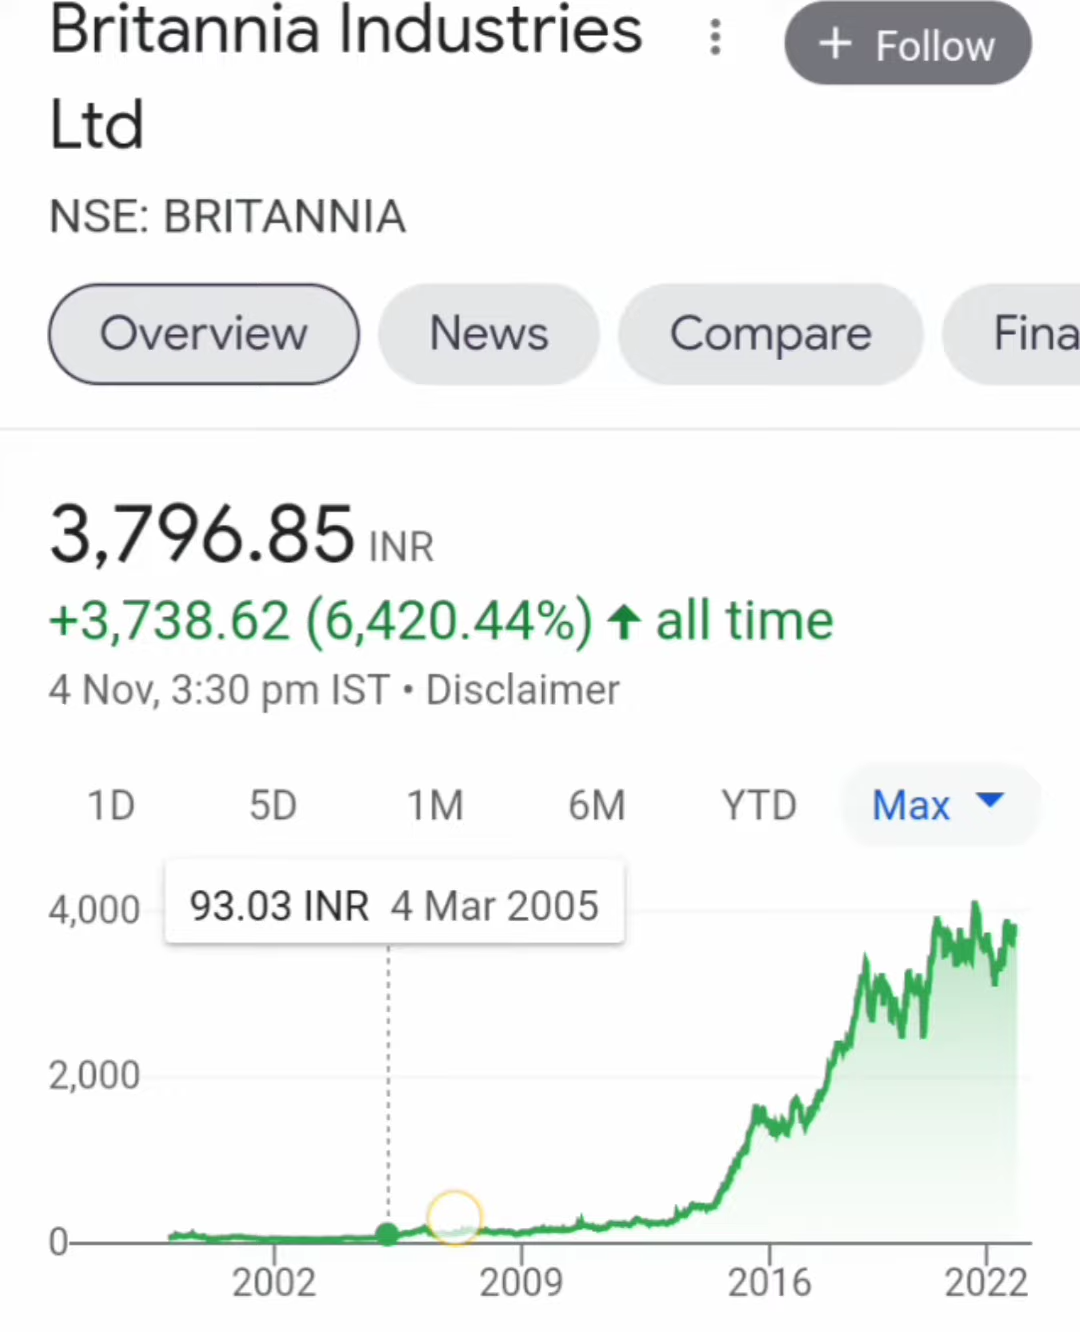 Britannia Industries
Ltd
+ Follow
NSE: BRITANNIA
Overview News Compare Fina
3,796.85 INR
+3,738.62 (6,420.44%) ↑ all time
4 Nov, 3:30 pm IST • Disclaimer
1D 5D 1M 6M YTD Max
93.03 INR 4 Mar 2005
4,000
2,000
0
2002 2009 2016 2022